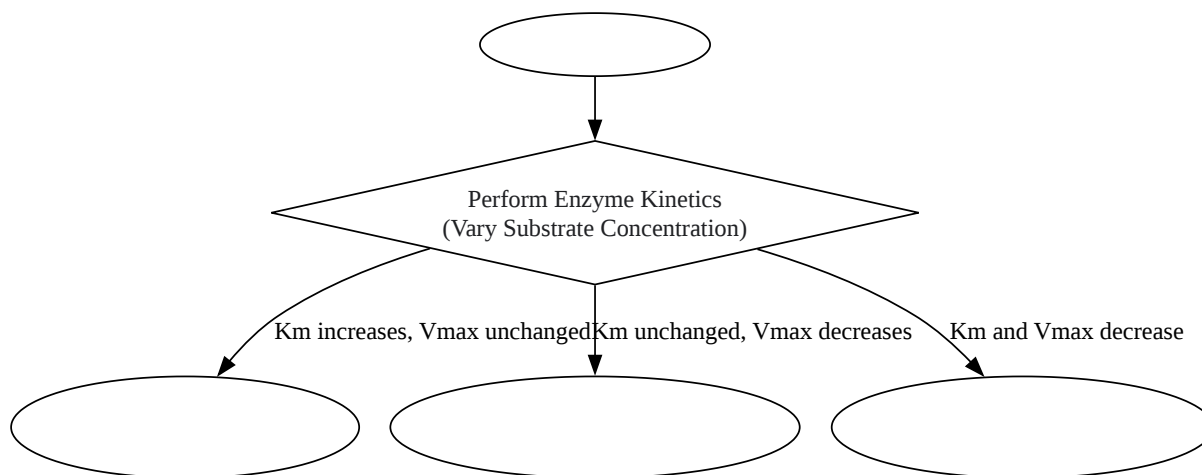 Perform Enzyme Kinetics
(Vary Substrate Concentration)
Km increases, Vmax unchanged
Km unchanged, Vmax decreases
Km and Vmax decrease